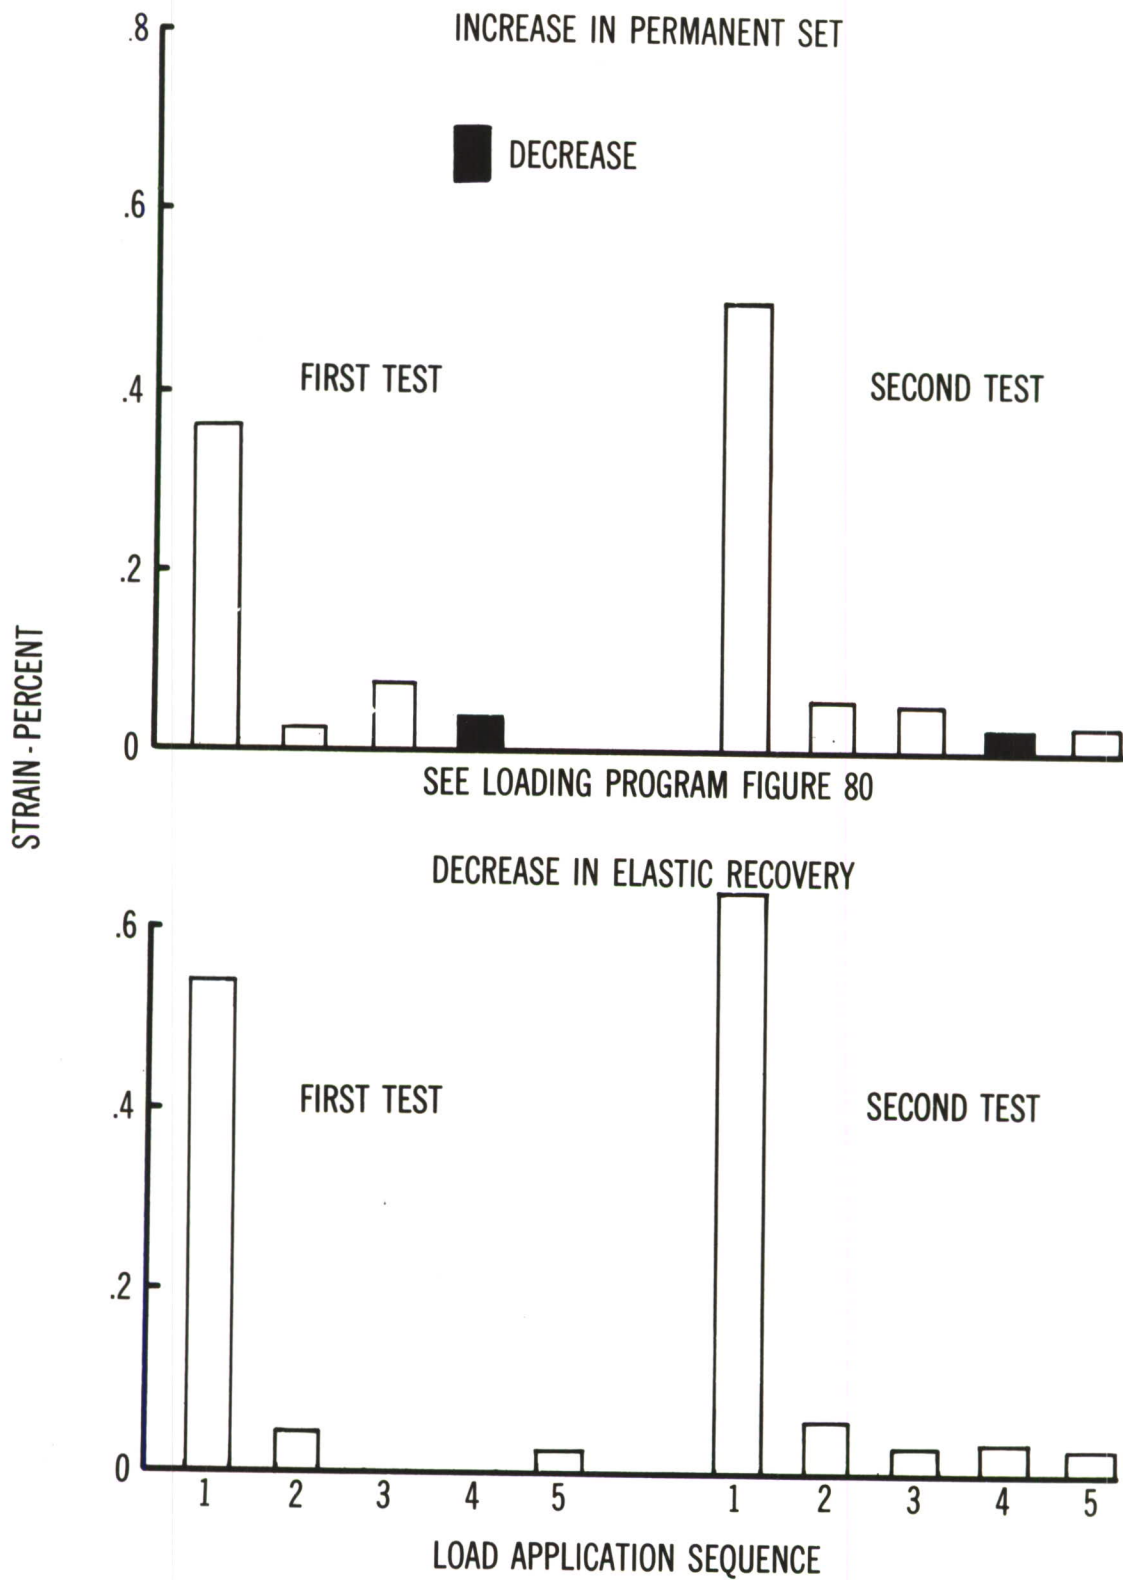 INCREASE IN PERMANENT SET
.8
DECREASE
.6
FIRST TEST
SECOND TEST
.4
.2
0
SEE LOADING PROGRAM FIGURE 80
STRAIN - PERCENT
DECREASE IN ELASTIC RECOVERY
.6
FIRST TEST
SECOND TEST
.4
.2
0
1 2 3 4 5 1 2 3 4 5
LOAD APPLICATION SEQUENCE